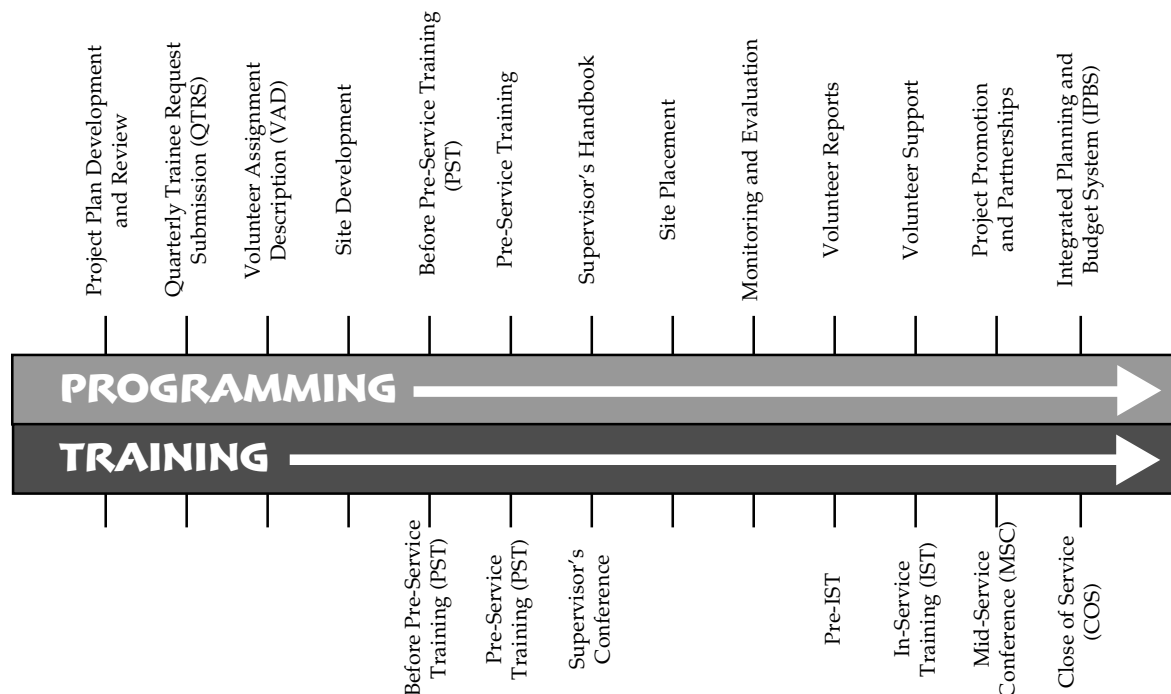 Project Plan Development
and Review
Quarterly Trainee Request
Submission (QTRS)
Volunteer Assignment
Description (VAD)
Site Development
Before Pre-Service Training
(PST)
Pre-Service Training
Supervisor's Handbook
Site Placement
Monitoring and Evaluation
Volunteer Reports
Volunteer Support
Project Promotion
and Partnerships
Integrated Planning and
Budget System (IPBS)
PROGRAMMING
TRAINING
Before Pre-Service
Training (PST)
Pre-Service
Training (PST)
Supervisor's
Conference
Pre-IST
In-Service
Training (IST)
Mid-Service
Conference (MSC)
Close of Service
(COS)